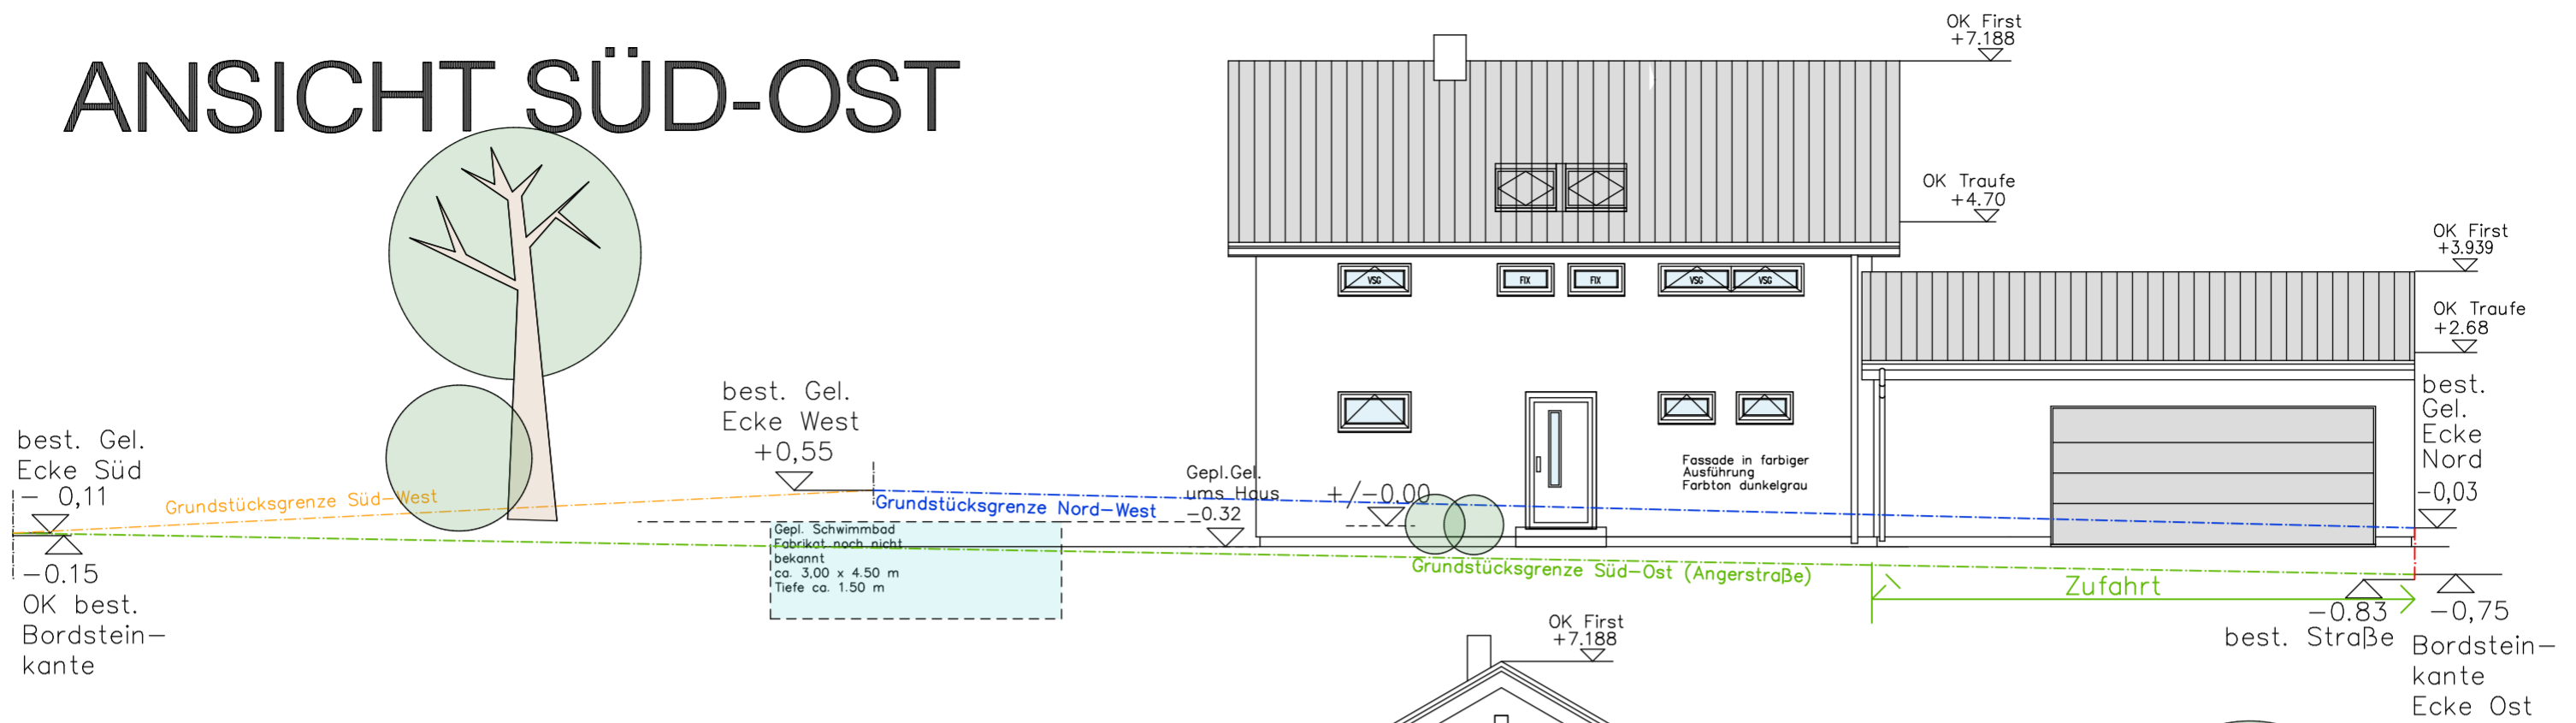 ANSICHT SÜD-OST
OK First
+7.188
OK Traufe
+4.70
OK First
+3.939
OK Traufe
+2.68
VSG
FIX
FIX
VSG
VSG
best. Gel.
Ecke Süd
- 0,11
Grundstücksgrenze Süd-West
best. Gel.
Ecke West
+0,55
Grundstücksgrenze Nord-West
Gepl.Gel.
ums Haus
-0.32
+/-0.00
Fassade in farbiger
Ausführung
Farbton dunkelgrau
best.
Gel.
Ecke
Nord
-0,03
Gepl. Schwimmbad
Fabrikat noch nicht
bekannt
ca. 3,00 x 4.50 m
Tiefe ca. 1.50 m
-0.15
OK best.
Bordstein-
kante
Grundstücksgrenze Süd-Ost (Angerstraße)
Zufahrt
-0.83
best. Straße
-0,75
Bordstein-
kante
Ecke Ost
OK First
+7.188